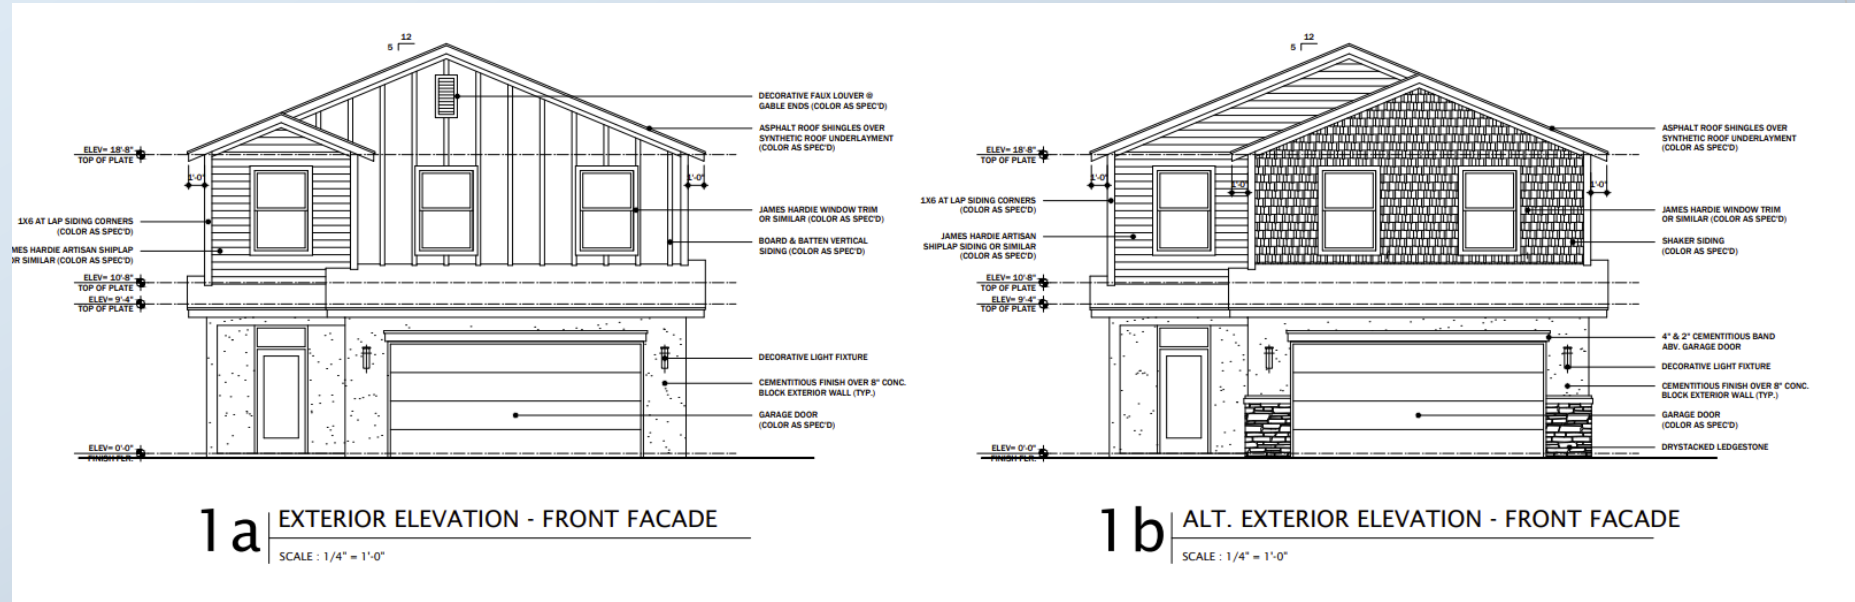 12
5
DECORATIVE FAUX LOUVER @
GABLE ENDS (COLOR AS SPEC'D)
ASPHALT ROOF SHINGLES OVER
SYNTHETIC ROOF UNDERLAYMENT
(COLOR AS SPEC'D)
ELEV= 18'-8"
TOP OF PLATE
1'-0"
1'-0"
1X6 AT LAP SIDING CORNERS
(COLOR AS SPEC'D)
MES HARDIE ARTISAN SHIPLAP
OR SIMILAR (COLOR AS SPEC'D)
JAMES HARDIE WINDOW TRIM
OR SIMILAR (COLOR AS SPEC'D)
BOARD & BATTEN VERTICAL
SIDING (COLOR AS SPEC'D)
ELEV= 10'-8"
TOP OF PLATE
ELEV= 9'-4"
TOP OF PLATE
DECORATIVE LIGHT FIXTURE
CEMENTITIOUS FINISH OVER 8" CONC.
BLOCK EXTERIOR WALL (TYP.)
GARAGE DOOR
(COLOR AS SPEC'D)
ELEV= 0'-0"
FINISH FLR.
1a
EXTERIOR ELEVATION - FRONT FACADE
SCALE : 1/4" = 1'-0"
12
5
ASPHALT ROOF SHINGLES OVER
SYNTHETIC ROOF UNDERLAYMENT
(COLOR AS SPEC'D)
ELEV= 18'-8"
TOP OF PLATE
1'-0"
1'-0"
1'-0"
1X6 AT LAP SIDING CORNERS
(COLOR AS SPEC'D)
JAMES HARDIE ARTISAN
SHIPLAP SIDING OR SIMILAR
(COLOR AS SPEC'D)
JAMES HARDIE WINDOW TRIM
OR SIMILAR (COLOR AS SPEC'D)
SHAKER SIDING
(COLOR AS SPEC'D)
ELEV= 10'-8"
TOP OF PLATE
ELEV= 9'-4"
TOP OF PLATE
4" & 2" CEMENTITIOUS BAND
ABV. GARAGE DOOR
DECORATIVE LIGHT FIXTURE
CEMENTITIOUS FINISH OVER 8" CONC.
BLOCK EXTERIOR WALL (TYP.)
GARAGE DOOR
(COLOR AS SPEC'D)
DRYSTACKED LEDGESTONE
ELEV= 0'-0"
FINISH FLR.
1b
ALT. EXTERIOR ELEVATION - FRONT FACADE
SCALE : 1/4" = 1'-0"